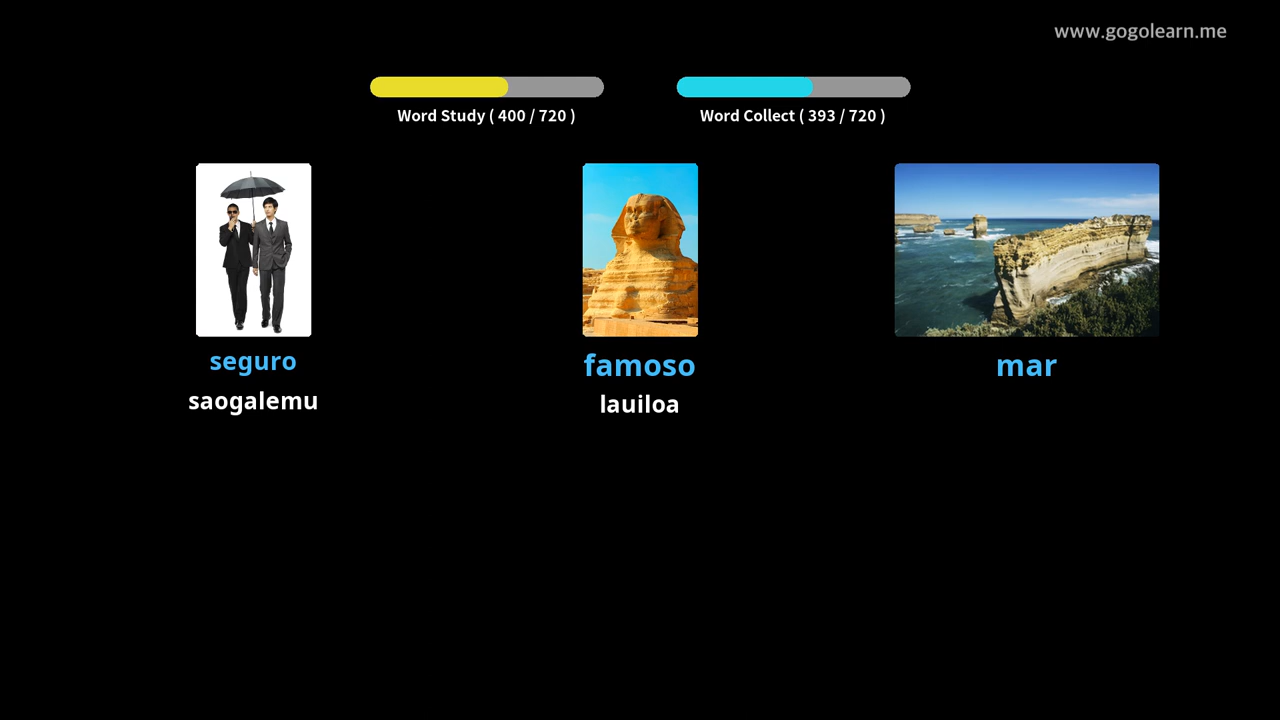 www.gogolearn.me
Word Study ( 400 / 720 )
Word Collect ( 393 / 720 )
seguro
saogalemu
famoso
lauiloa
mar